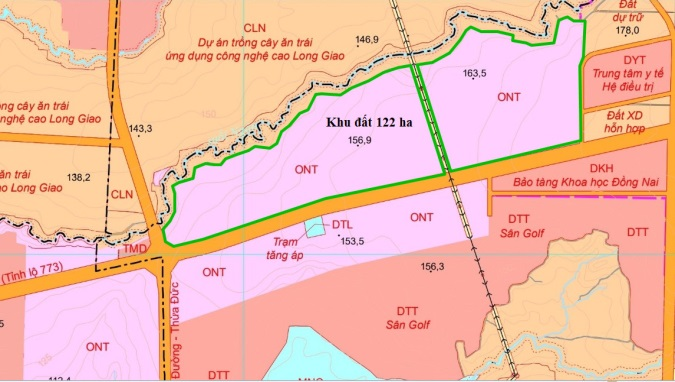 CLN
Dự án trồng cây ăn trái
ứng dụng công nghệ cao Long Giao
146,9
Đất
dự trữ
178,0
163,5
ONT
DYT
Trung tâm y tế
Hệ điều trị
Đất XD
hỗn hợp
ồng cây ăn trái
nghệ cao Long Giao
143,3
Khu đất 122 ha
156,9
ONT
138,2
CLN
ao Long Giao
DKH
Bảo tàng Khoa học Đồng Nai
TMD
DTL
153,5
Trạm
tăng áp
ONT
DTT
Sân Golf
DTT
(Tỉnh lộ 773)
ONT
156,3
Đường - Thừa Đức
DTT
Sân Golf
ONT
DTT